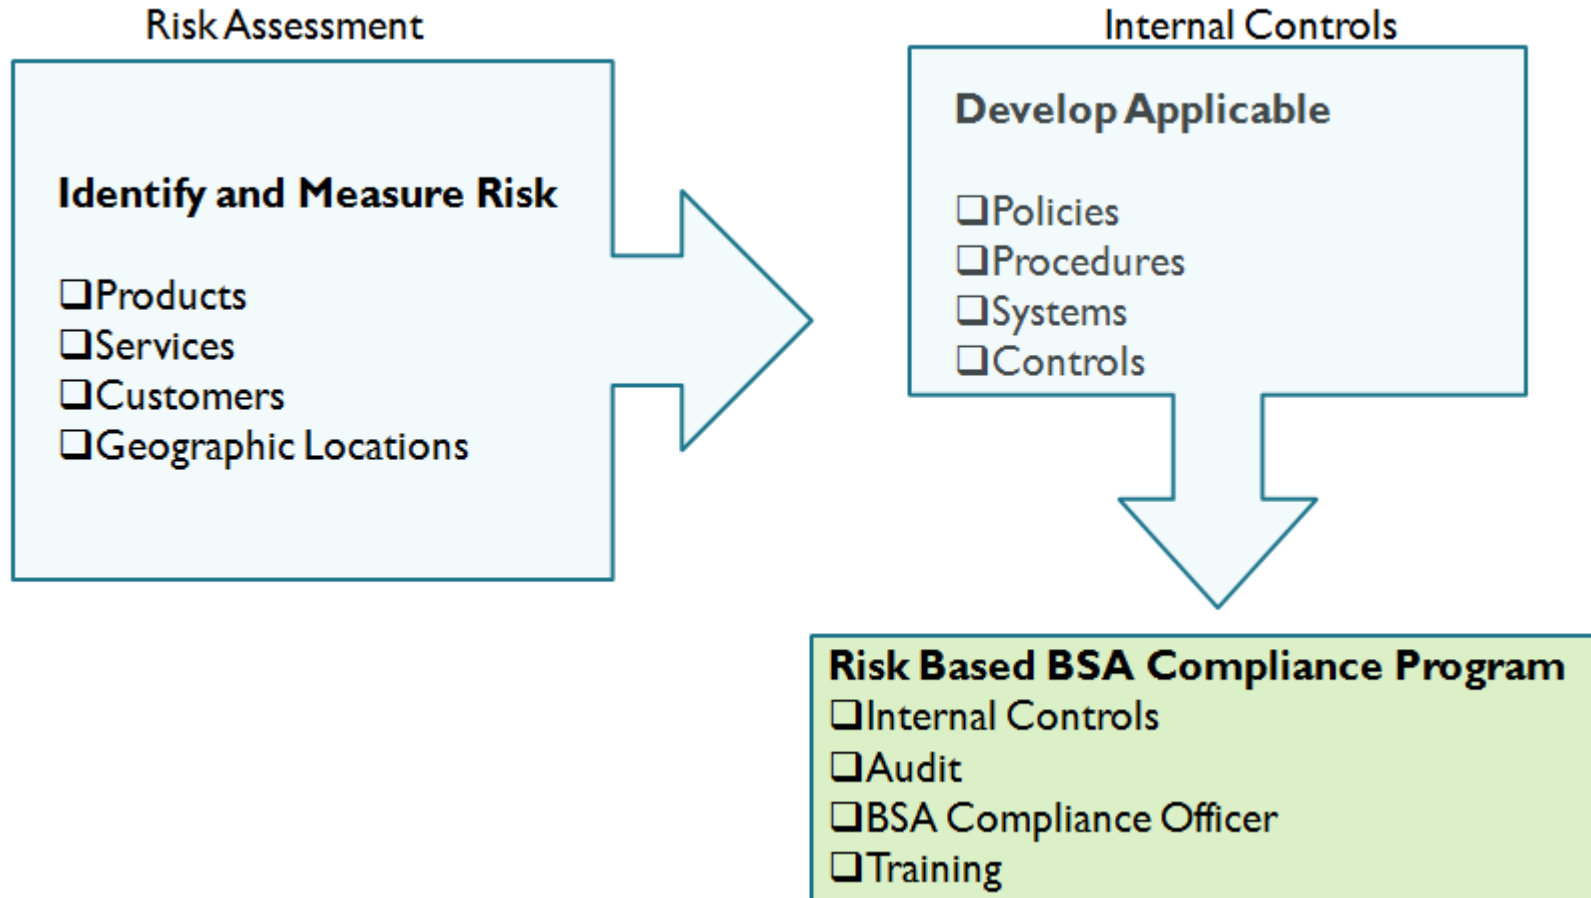 Risk Assessment
Identify and Measure Risk
❑Products
❑Services
❑Customers
❑Geographic Locations
Internal Controls
Develop Applicable
❑Policies
❑Procedures
❑Systems
❑Controls
Risk Based BSA Compliance Program
❑Internal Controls
❑Audit
❑BSA Compliance Officer
❑Training